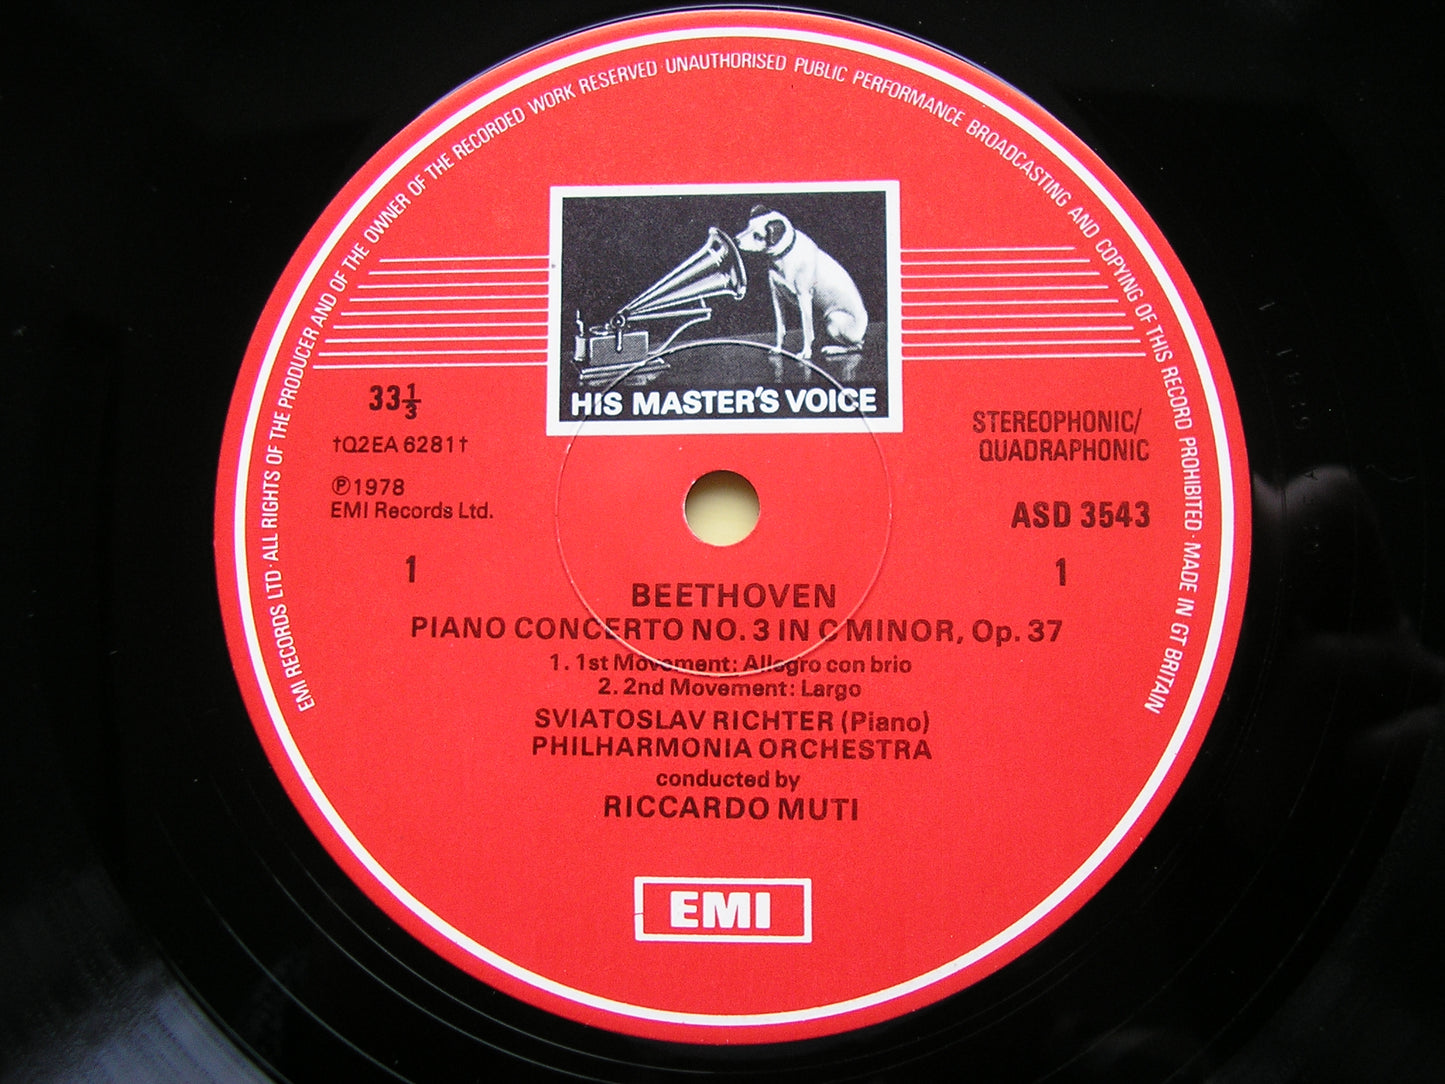 EMI RECORDS LTD · ALL RIGHTS OF THE PRODUCER AND OF THE OWNER OF THE RECORDED WORK RESERVED · UNAUTHORISED PUBLIC PERFORMANCE BROADCASTING AND COPYING OF THIS RECORD PROHIBITED · MADE IN GT BRITAIN
HIS MASTER'S VOICE
33⅓
†Q2EA 6281†
℗1978
EMI Records Ltd.
1
STEREOPHONIC/
QUADRAPHONIC
ASD 3543
1
BEETHOVEN
PIANO CONCERTO NO. 3 IN C MINOR, Op. 37
1. 1st Movement: Allegro con brio
2. 2nd Movement: Largo
SVIATOSLAV RICHTER (Piano)
PHILHARMONIA ORCHESTRA
conducted by
RICCARDO MUTI
EMI